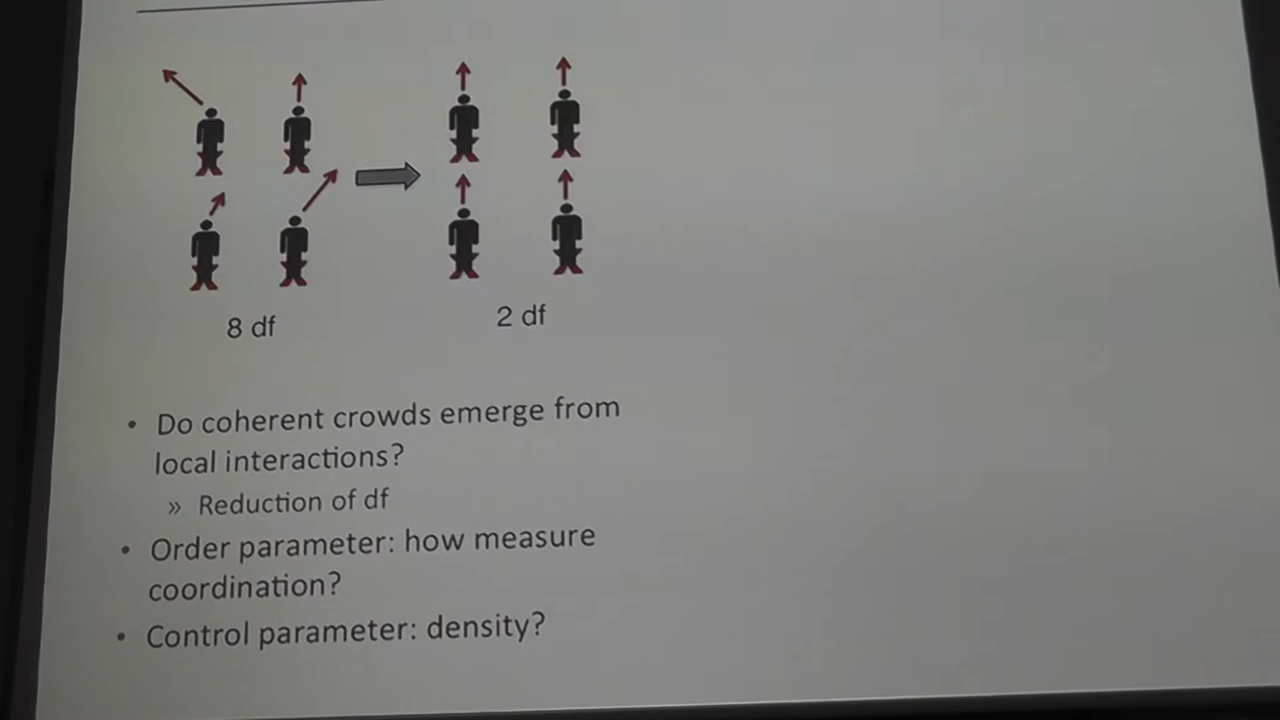 8 df
2 df
• Do coherent crowds emerge from
local interactions?
» Reduction of df
• Order parameter: how measure
coordination?
• Control parameter: density?